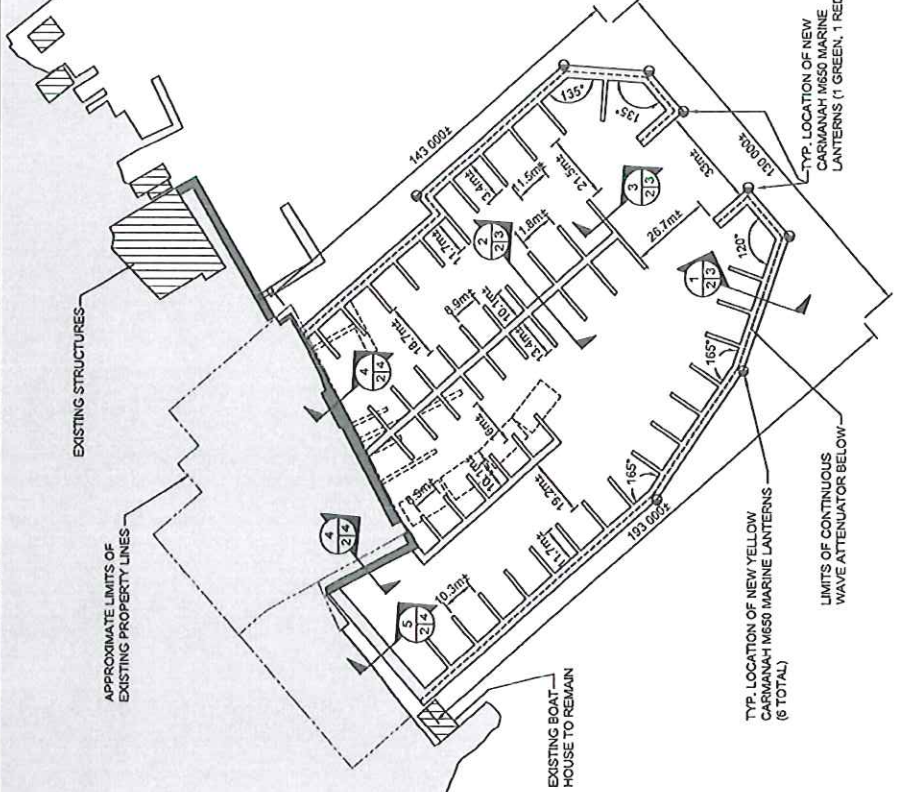 EXISTING STRUCTURES
APPROXIMATE LIMITS OF
EXISTING PROPERTY LINES
143 000±
135°
135°
TYP. LOCATION OF NEW
CARMANAH M650 MARINE
LANTERNS (1 GREEN, 1 RED
33m±
130 000±
13.4m±
11.5m±
21.5m±
3
2 3
11.7m±
2
2 3
11.8m±
26.7m±
120°
1
2 3
8.9m±
10.1m±
13.4m±
18.7m±
4
2 4
165°
165°
4
2 4
8.9m±
19.2m±
193 000±
11.7m±
10.3m±
5
2 4
EXISTING BOAT-
HOUSE TO REMAIN
TYP. LOCATION OF NEW YELLOW
CARMANAH M650 MARINE LANTERNS
(6 TOTAL)
LIMITS OF CONTINUOUS
WAVE ATTENUATOR BELOW